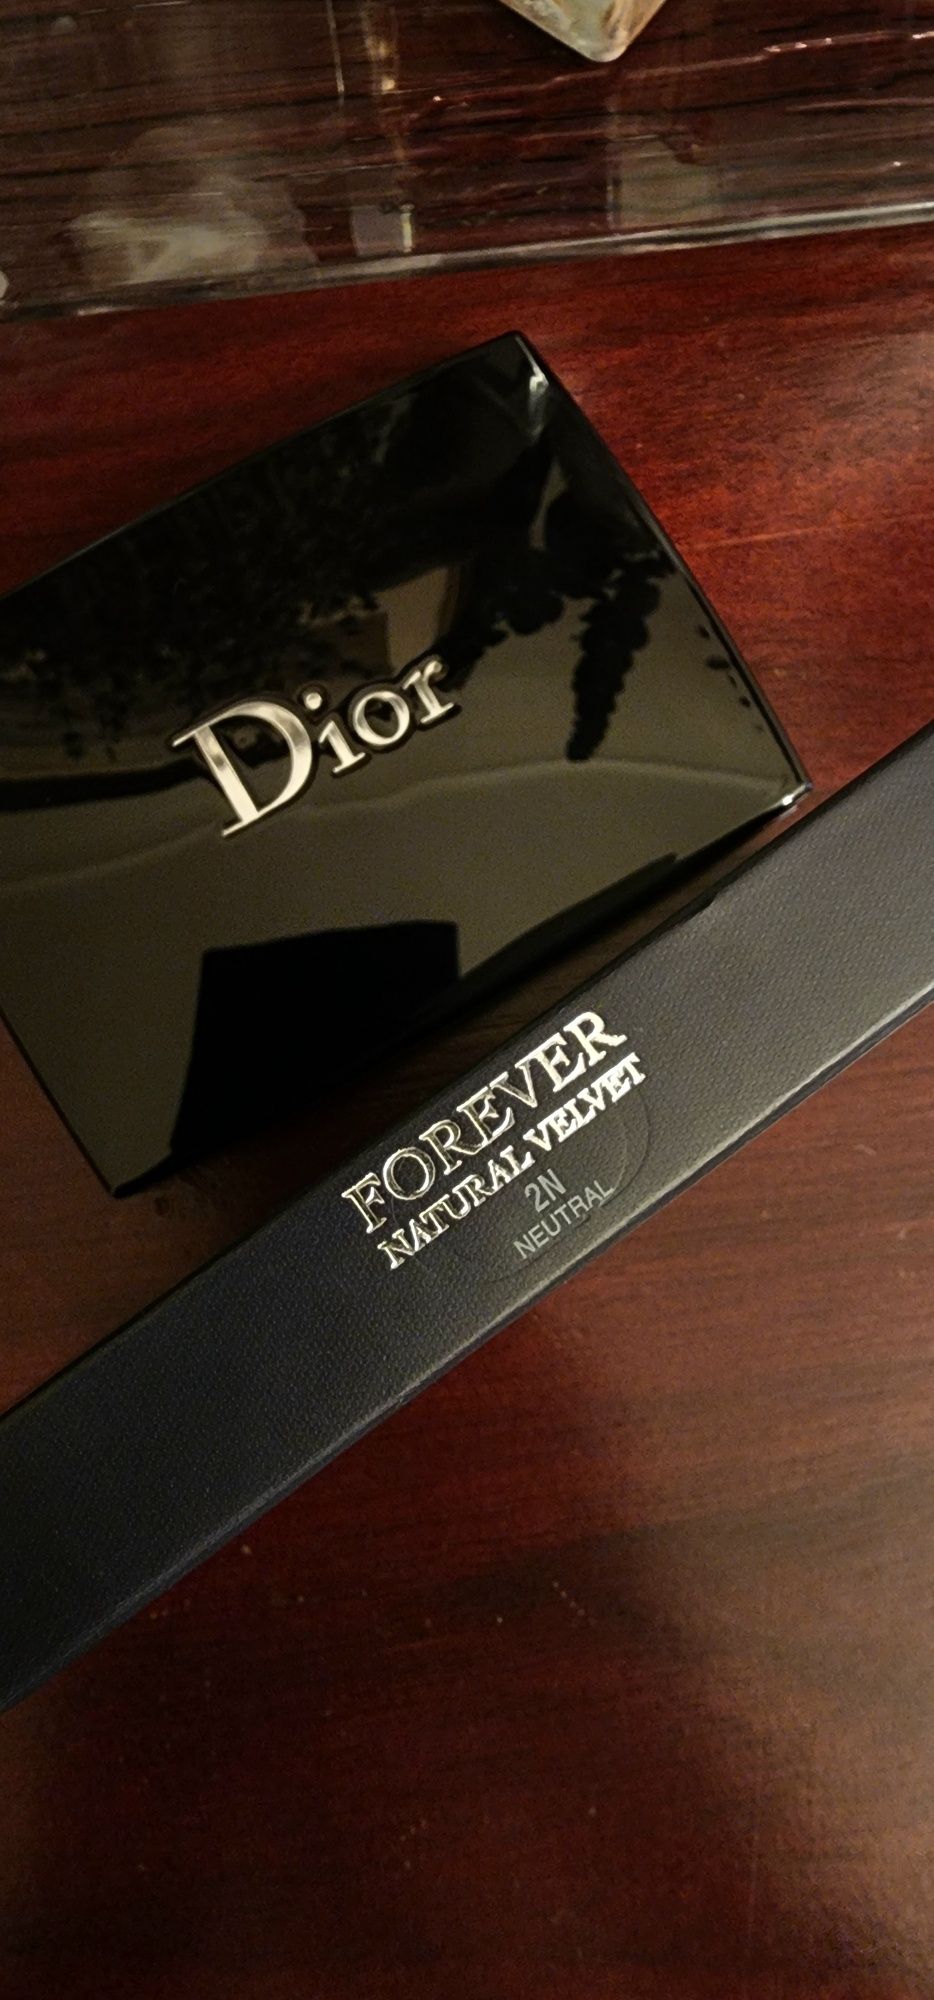 Dior
FOREVER
NATURAL VELVET
2N
NEUTRAL